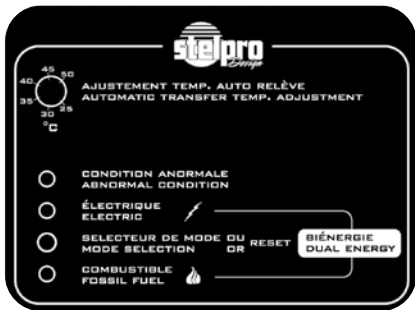 stelpro
Design
45
40 50
35 25
30
°C
AJUSTEMENT TEMP. AUTO RELÈVE
AUTOMATIC TRANSFER TEMP. ADJUSTMENT
CONDITION ANORMALE
ABNORMAL CONDITION
ÉLECTRIQUE
ELECTRIC
SELECTEUR DE MODE OU
MODE SELECTION OR
RESET
BIÉNERGIE
DUAL ENERGY
COMBUSTIBLE
FOSSIL FUEL